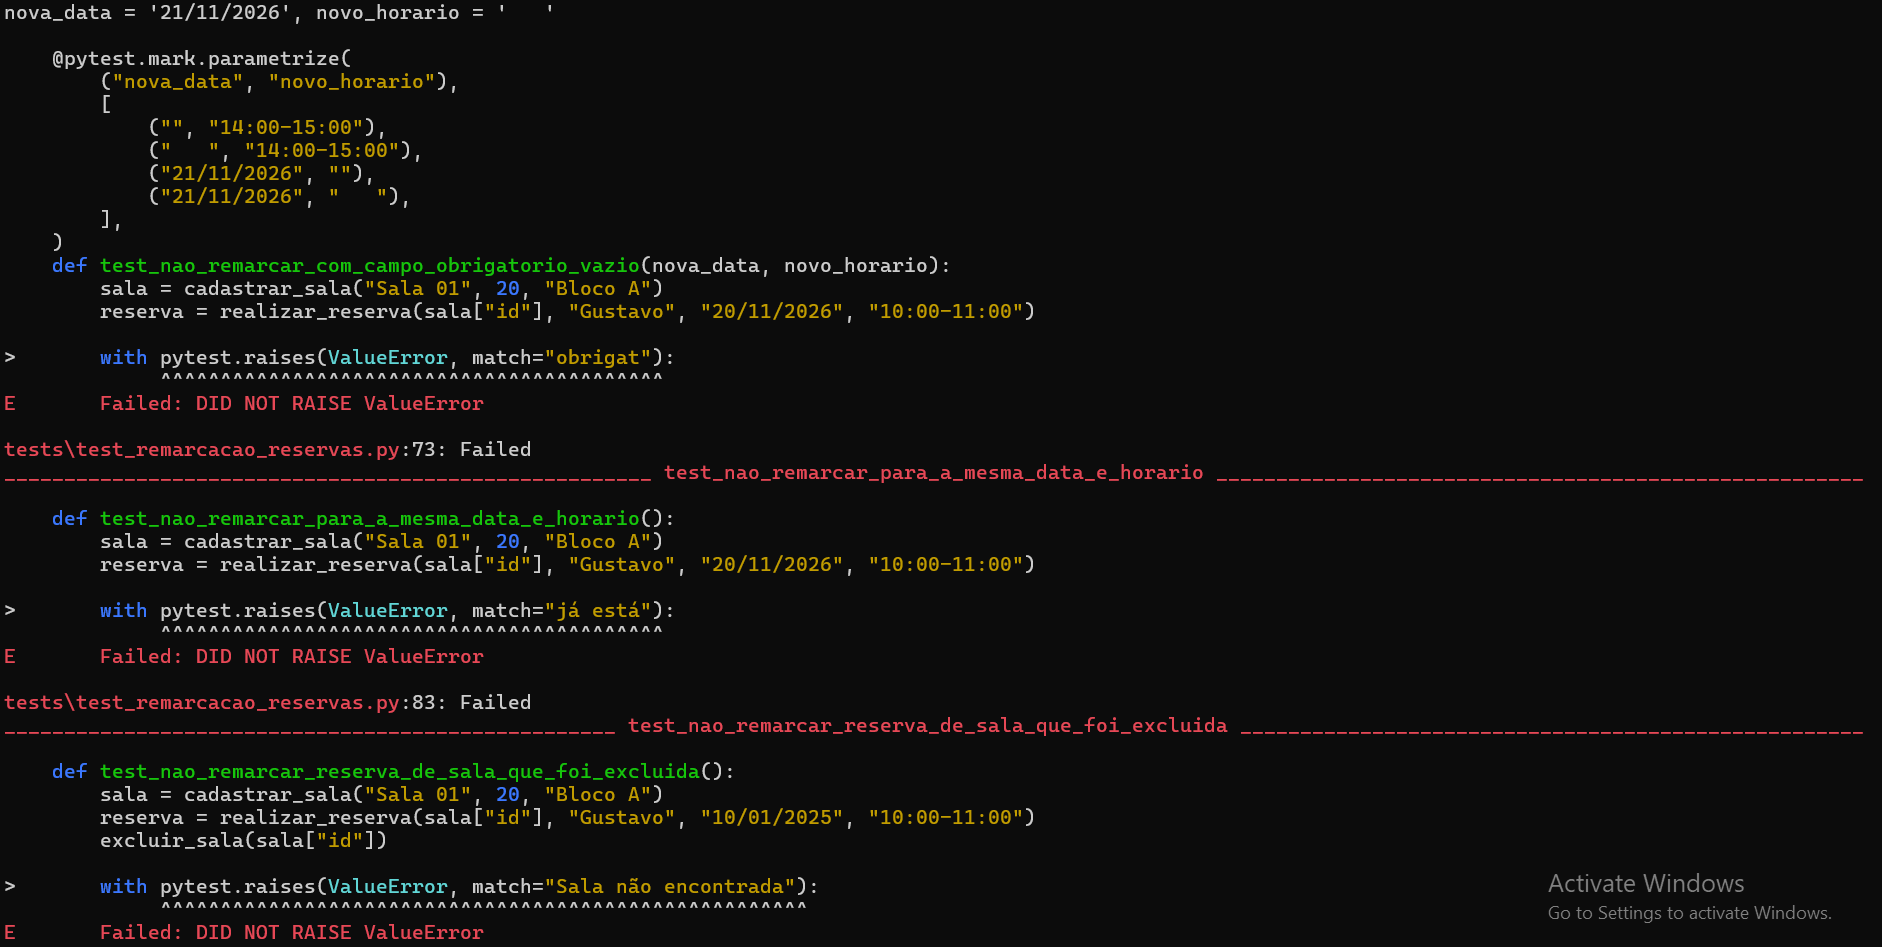 nova_data = '21/11/2026', novo_horario = '   '
    @pytest.mark.parametrize(
        ("nova_data", "novo_horario"),
        [
            ("", "14:00-15:00"),
            ("   ", "14:00-15:00"),
            ("21/11/2026", ""),
            ("21/11/2026", "   "),
        ],
    )
    def test_nao_remarcar_com_campo_obrigatorio_vazio(nova_data, novo_horario):
        sala = cadastrar_sala("Sala 01", 20, "Bloco A")
        reserva = realizar_reserva(sala["id"], "Gustavo", "20/11/2026", "10:00-11:00")
>       with pytest.raises(ValueError, match="obrigat"):
             ^^^^^^^^^^^^^^^^^^^^^^^^^^^^^^^^^^^^^^^^^^
E       Failed: DID NOT RAISE ValueError
tests\test_remarcacao_reservas.py:73: Failed
______________________________________________________ test_nao_remarcar_para_a_mesma_data_e_horario ______________________________________________________
    def test_nao_remarcar_para_a_mesma_data_e_horario():
        sala = cadastrar_sala("Sala 01", 20, "Bloco A")
        reserva = realizar_reserva(sala["id"], "Gustavo", "20/11/2026", "10:00-11:00")
>       with pytest.raises(ValueError, match="já está"):
             ^^^^^^^^^^^^^^^^^^^^^^^^^^^^^^^^^^^^^^^^^^
E       Failed: DID NOT RAISE ValueError
tests\test_remarcacao_reservas.py:83: Failed
___________________________________________________ test_nao_remarcar_reserva_de_sala_que_foi_excluida ____________________________________________________
    def test_nao_remarcar_reserva_de_sala_que_foi_excluida():
        sala = cadastrar_sala("Sala 01", 20, "Bloco A")
        reserva = realizar_reserva(sala["id"], "Gustavo", "10/01/2025", "10:00-11:00")
        excluir_sala(sala["id"])
>       with pytest.raises(ValueError, match="Sala não encontrada"):
             ^^^^^^^^^^^^^^^^^^^^^^^^^^^^^^^^^^^^^^^^^^^^^^^^^^^^^^
E       Failed: DID NOT RAISE ValueError
Activate Windows
Go to Settings to activate Windows.